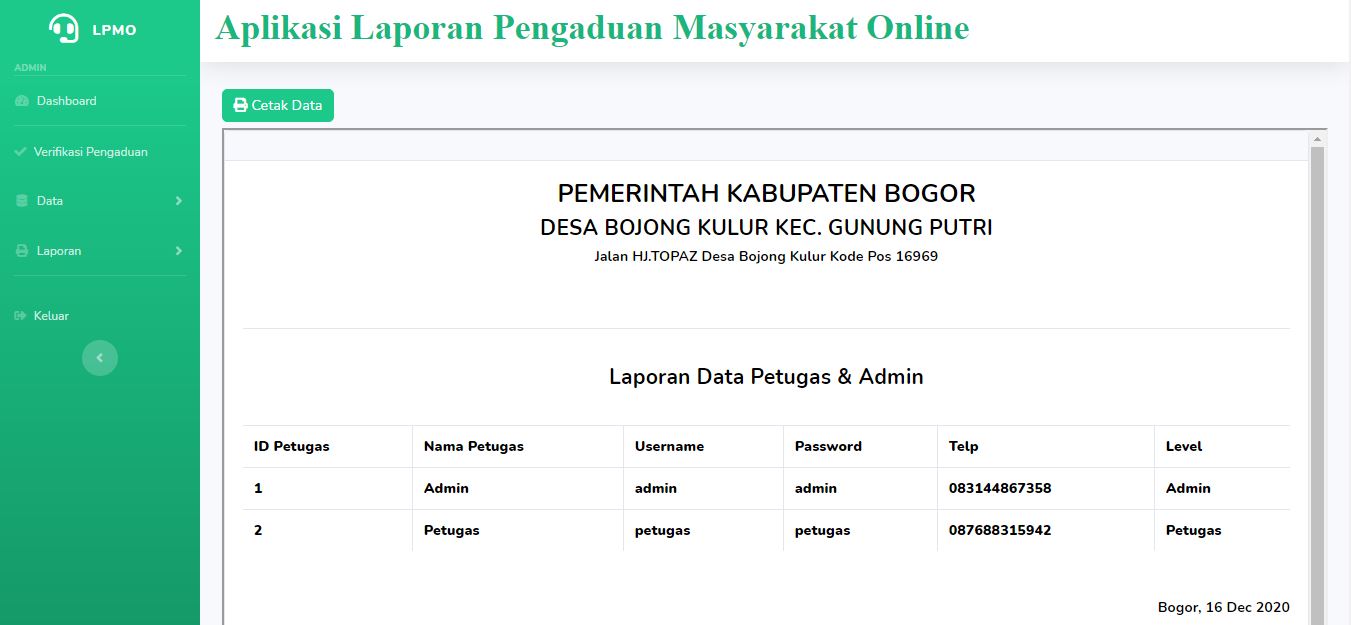 LPMO
ADMIN
Dashboard
Verifikasi Pengaduan
Data
Laporan
Keluar
Aplikasi Laporan Pengaduan Masyarakat Online
Cetak Data
PEMERINTAH KABUPATEN BOGOR
DESA BOJONG KULUR KEC. GUNUNG PUTRI
Jalan HJ.TOPAZ Desa Bojong Kulur Kode Pos 16969
Laporan Data Petugas & Admin
ID Petugas Nama Petugas Username Password Telp Level
1 Admin admin admin 083144867358 Admin
2 Petugas petugas petugas 087688315942 Petugas
Bogor, 16 Dec 2020